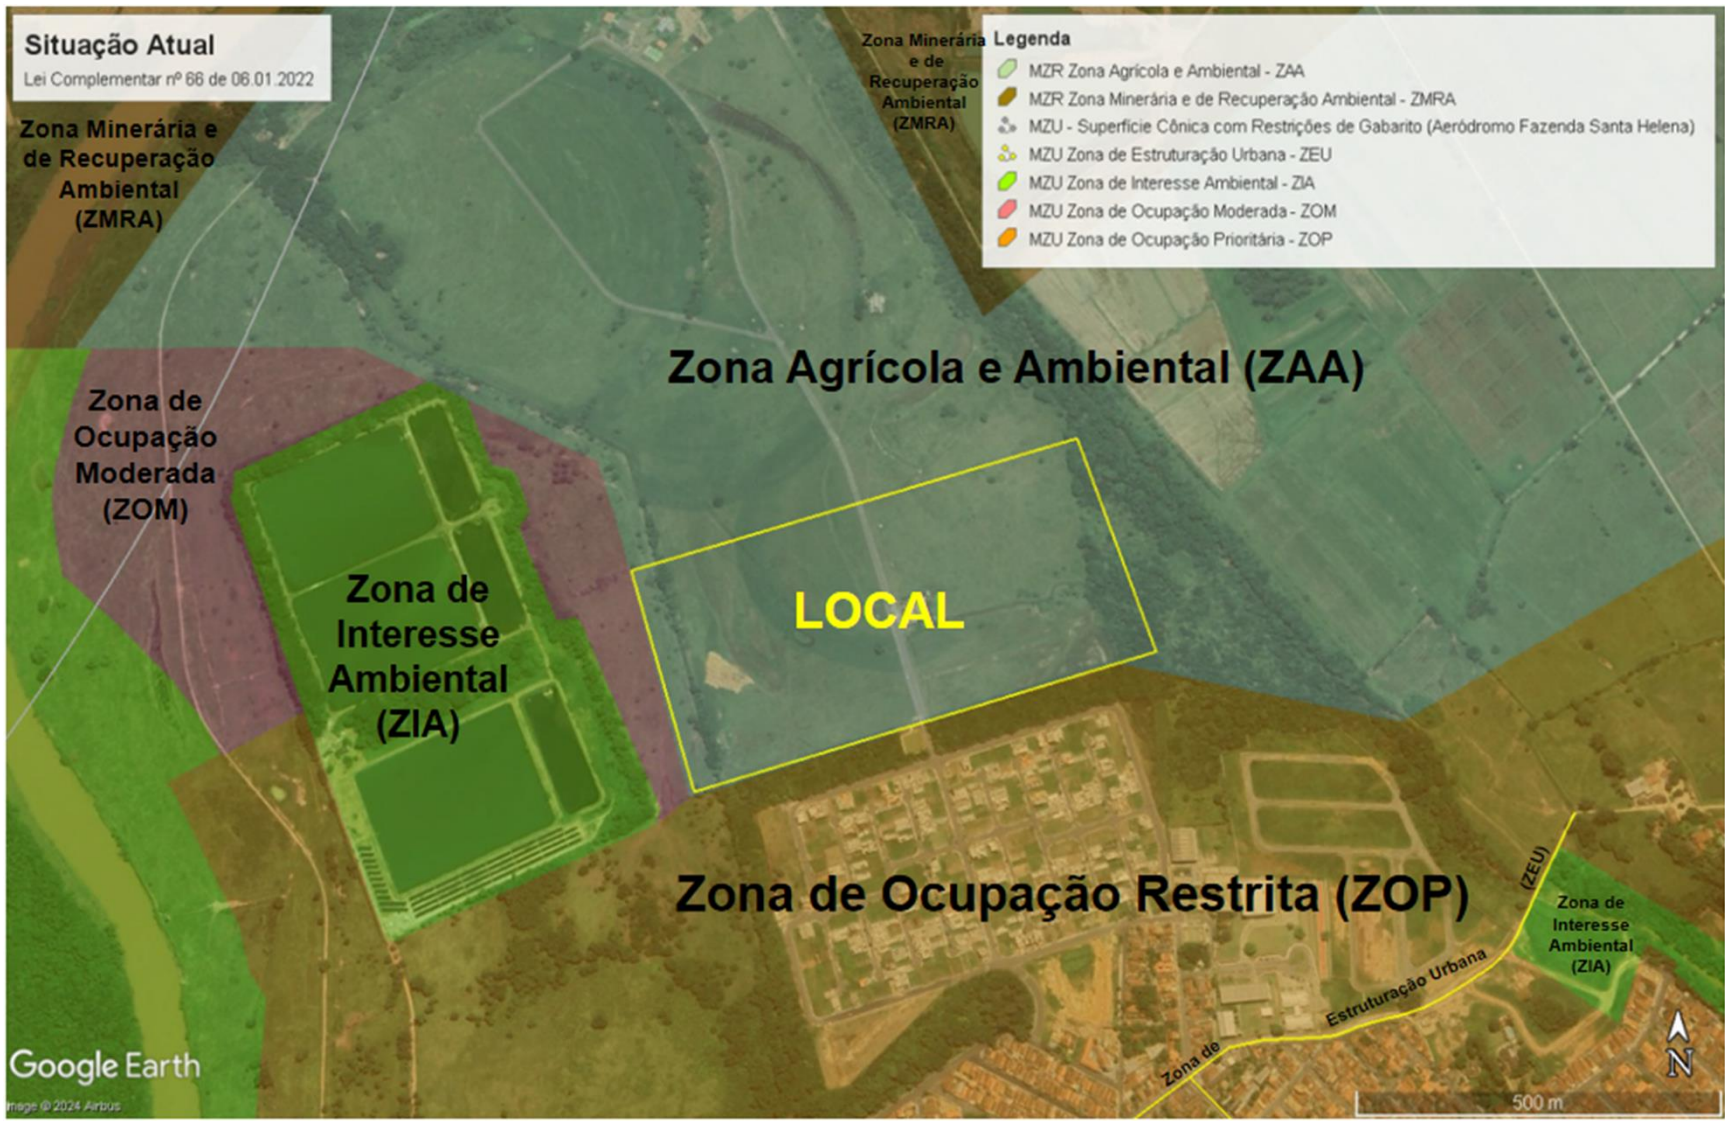 Situação Atual
Lei Complementar nº 66 de 06.01.2022
Zona Minerária e
de Recuperação
Ambiental
(ZMRA)
Zona Minerária
e de
Recuperação
Ambiental
(ZMRA)
Legenda
MZR Zona Agrícola e Ambiental - ZAA
MZR Zona Minerária e de Recuperação Ambiental - ZMRA
MZU - Superfície Cônica com Restrições de Gabarito (Aeródromo Fazenda Santa Helena)
MZU Zona de Estruturação Urbana - ZEU
MZU Zona de Interesse Ambiental - ZIA
MZU Zona de Ocupação Moderada - ZOM
MZU Zona de Ocupação Prioritária - ZOP
Zona Agrícola e Ambiental (ZAA)
Zona de
Ocupação
Moderada
(ZOM)
Zona de
Interesse
Ambiental
(ZIA)
LOCAL
Zona de Ocupação Restrita (ZOP)
Zona de
Estruturação Urbana
(ZEU)
Zona de
Interesse
Ambiental
(ZIA)
Google Earth
Image © 2024 Airbus
N
500 m